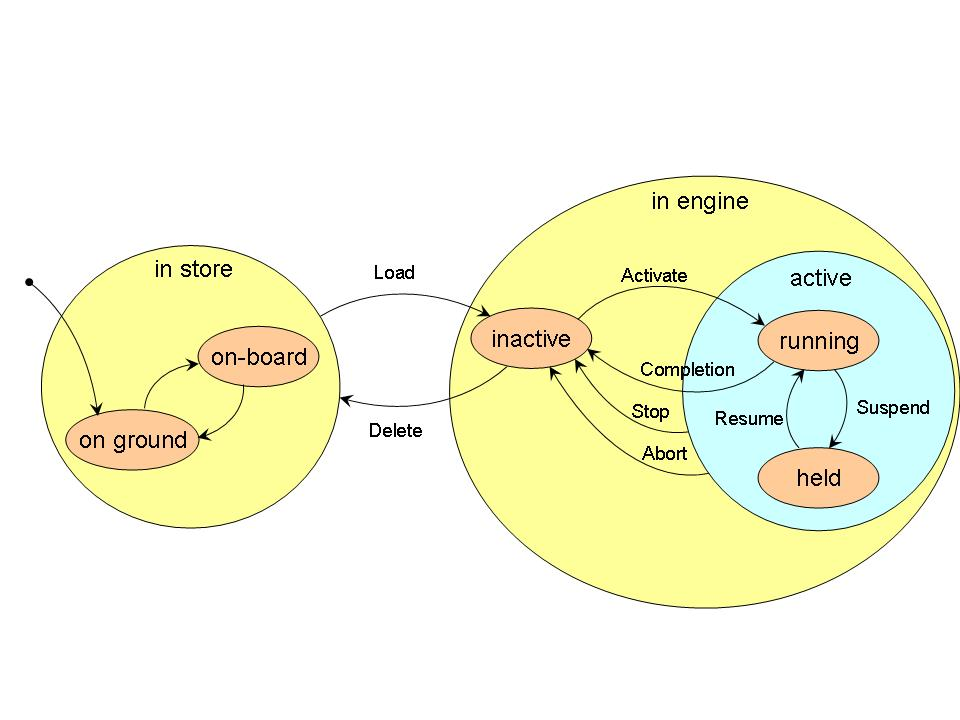 in engine
in store
Load
Activate
active
on-board
inactive
running
Completion
Stop
Resume
Suspend
Delete
on ground
Abort
held